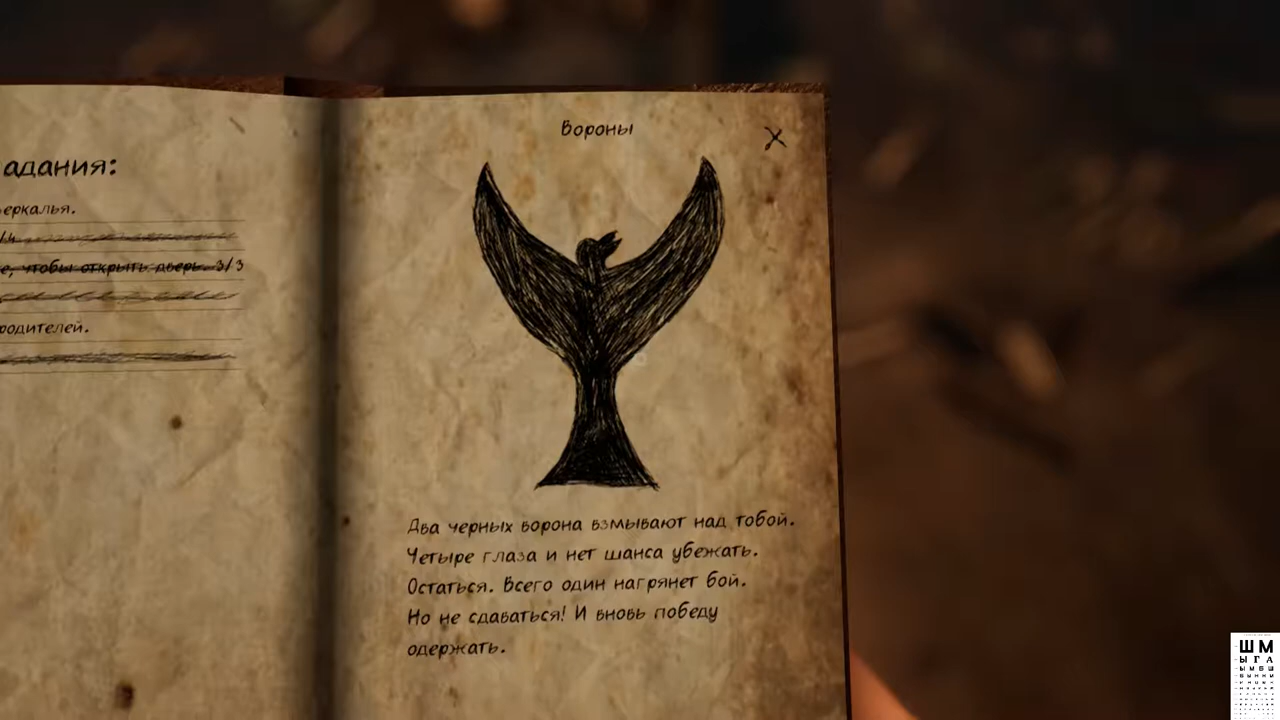 адания:
еркалья.
/4
е, чтобы открыть дверь. 3/3
родителей.
Вороны
Два черных ворона взмывают над тобой.
Четыре глаза и нет шанса убежать.
Остаться. Всего один нагрянет бой.
Но не сдаваться! И вновь победу
одержать.
Ш М
Ы Г А